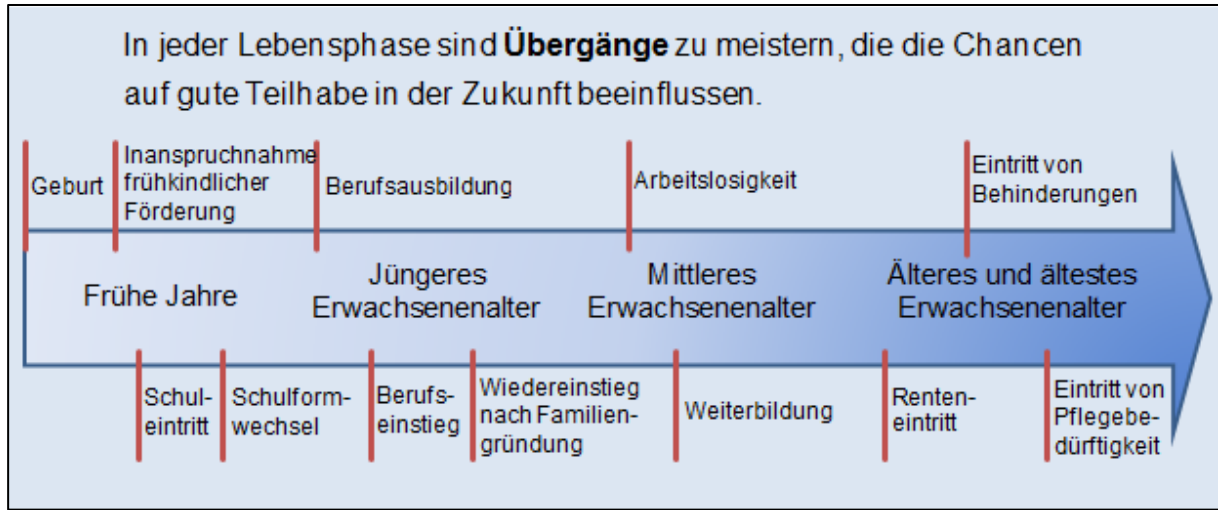 In jeder Lebensphase sind Übergänge zu meistern, die die Chancen
auf gute Teilhabe in der Zukunft beeinflussen.
Geburt
Inanspruchnahme
frühkindlicher
Förderung
Berufsausbildung
Arbeitslosigkeit
Eintritt von
Behinderungen
Frühe Jahre
Jüngeres
Erwachsenenalter
Mittleres
Erwachsenenalter
Älteres und ältestes
Erwachsenenalter
Schul-
eintritt
Schulform-
wechsel
Berufs-
einstieg
Wiedereinstieg
nach Familien-
gründung
Weiterbildung
Renten-
eintritt
Eintritt von
Pflegebe-
dürftigkeit